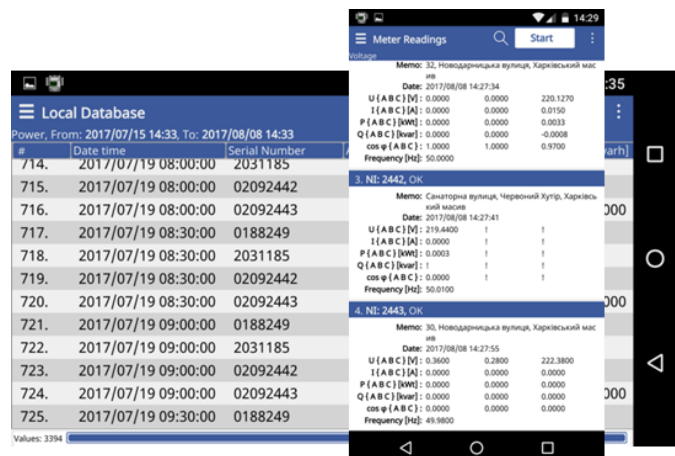 :35
Local Database
Power, From: 2017/07/15 14:33, To: 2017/08/08 14:33
# Date time Serial Number varh]
714. 2017/07/19 08:00:00 2031185
715. 2017/07/19 08:00:00 02092442
716. 2017/07/19 08:00:00 02092443 000
717. 2017/07/19 08:30:00 0188249
718. 2017/07/19 08:30:00 2031185
719. 2017/07/19 08:30:00 02092442
720. 2017/07/19 08:30:00 02092443 000
721. 2017/07/19 09:00:00 0188249
722. 2017/07/19 09:00:00 2031185
723. 2017/07/19 09:00:00 02092442
724. 2017/07/19 09:00:00 02092443 000
725. 2017/07/19 09:30:00 0188249
Values: 3394
14:29
Meter Readings Start
Voltage
Memo: 32, Новодарницька вулиця, Харківський мас
ив
Date: 2017/08/08 14:27:34
U { A B C } [V] : 0.0000 0.0000 220.1270
I { A B C } [A] : 0.0000 0.0000 0.0150
P { A B C } [kWt] : 0.0000 0.0000 0.0033
Q { A B C } [kvar] : 0.0000 0.0000 -0.0008
cos φ { A B C } : 1.0000 1.0000 0.9700
Frequency [Hz]: 50.0000
3. NI: 2442, OK
Memo: Санаторна вулиця, Червоний Хутір, Харківсь
кий масив
Date: 2017/08/08 14:27:41
U { A B C } [V] : 219.4400 ! !
I { A B C } [A] : 0.0000 ! !
P { A B C } [kWt] : 0.0003 ! !
Q { A B C } [kvar] : ! ! !
cos φ { A B C } : 0.0000 ! !
Frequency [Hz]: 50.0100
4. NI: 2443, OK
Memo: 30, Новодарницька вулиця, Харківський мас
ив
Date: 2017/08/08 14:27:55
U { A B C } [V] : 0.3600 0.2800 222.3800
I { A B C } [A] : 0.0000 0.0000 0.0000
P { A B C } [kWt] : 0.0000 0.0000 0.0000
Q { A B C } [kvar] : 0.0000 0.0000 0.0000
cos φ { A B C } : 0.0000 0.0000 0.0000
Frequency [Hz]: 49.9800